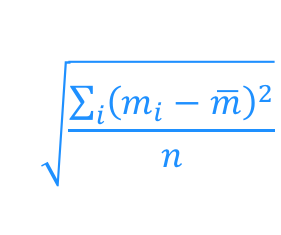 √(∑ᵢ(mᵢ − m̅)² / n)